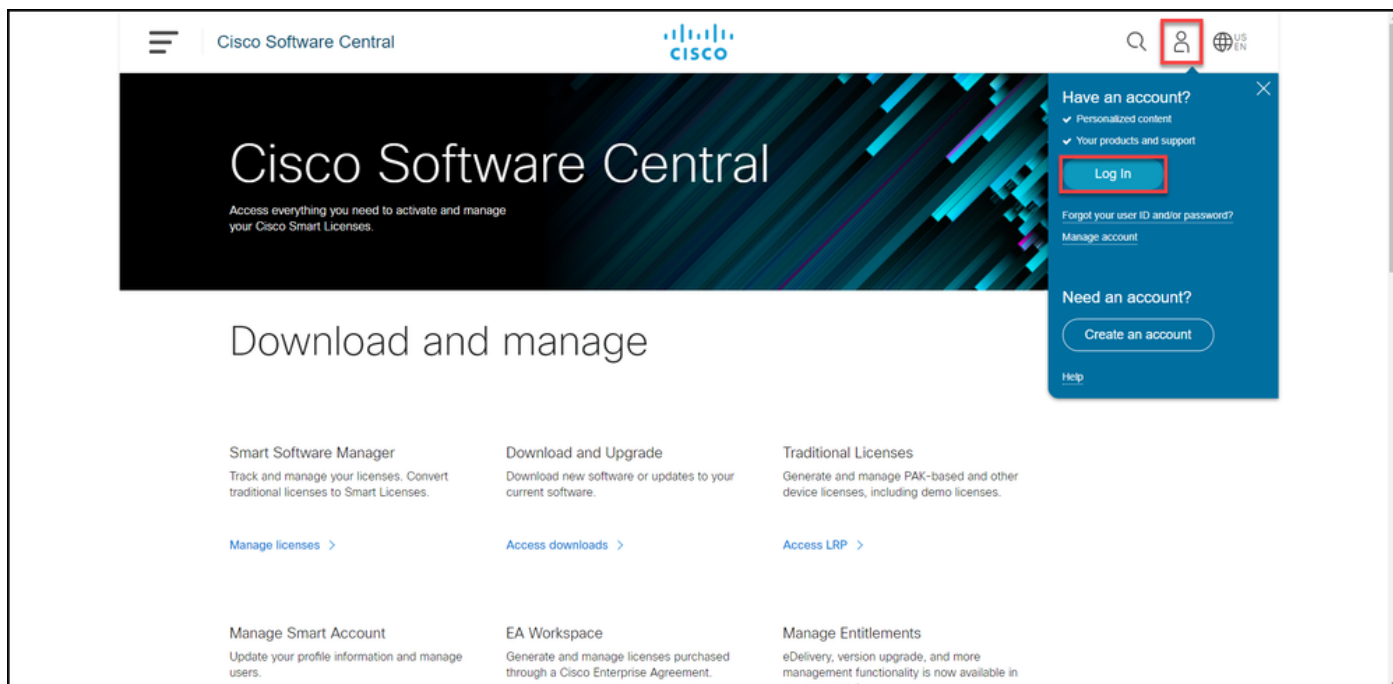 Cisco Software Central
CISCO
US
EN
Cisco Software Central
Access everything you need to activate and manage
your Cisco Smart Licenses.
Have an account?
Personalized content
Your products and support
Log In
Forgot your user ID and/or password?
Manage account
Need an account?
Create an account
Help
Download and manage
Smart Software Manager
Track and manage your licenses. Convert
traditional licenses to Smart Licenses.
Manage licenses
Download and Upgrade
Download new software or updates to your
current software.
Access downloads
Traditional Licenses
Generate and manage PAK-based and other
device licenses, including demo licenses.
Access LRP
Manage Smart Account
Update your profile information and manage
users.
EA Workspace
Generate and manage licenses purchased
through a Cisco Enterprise Agreement.
Manage Entitlements
eDelivery, version upgrade, and more
management functionality is now available in